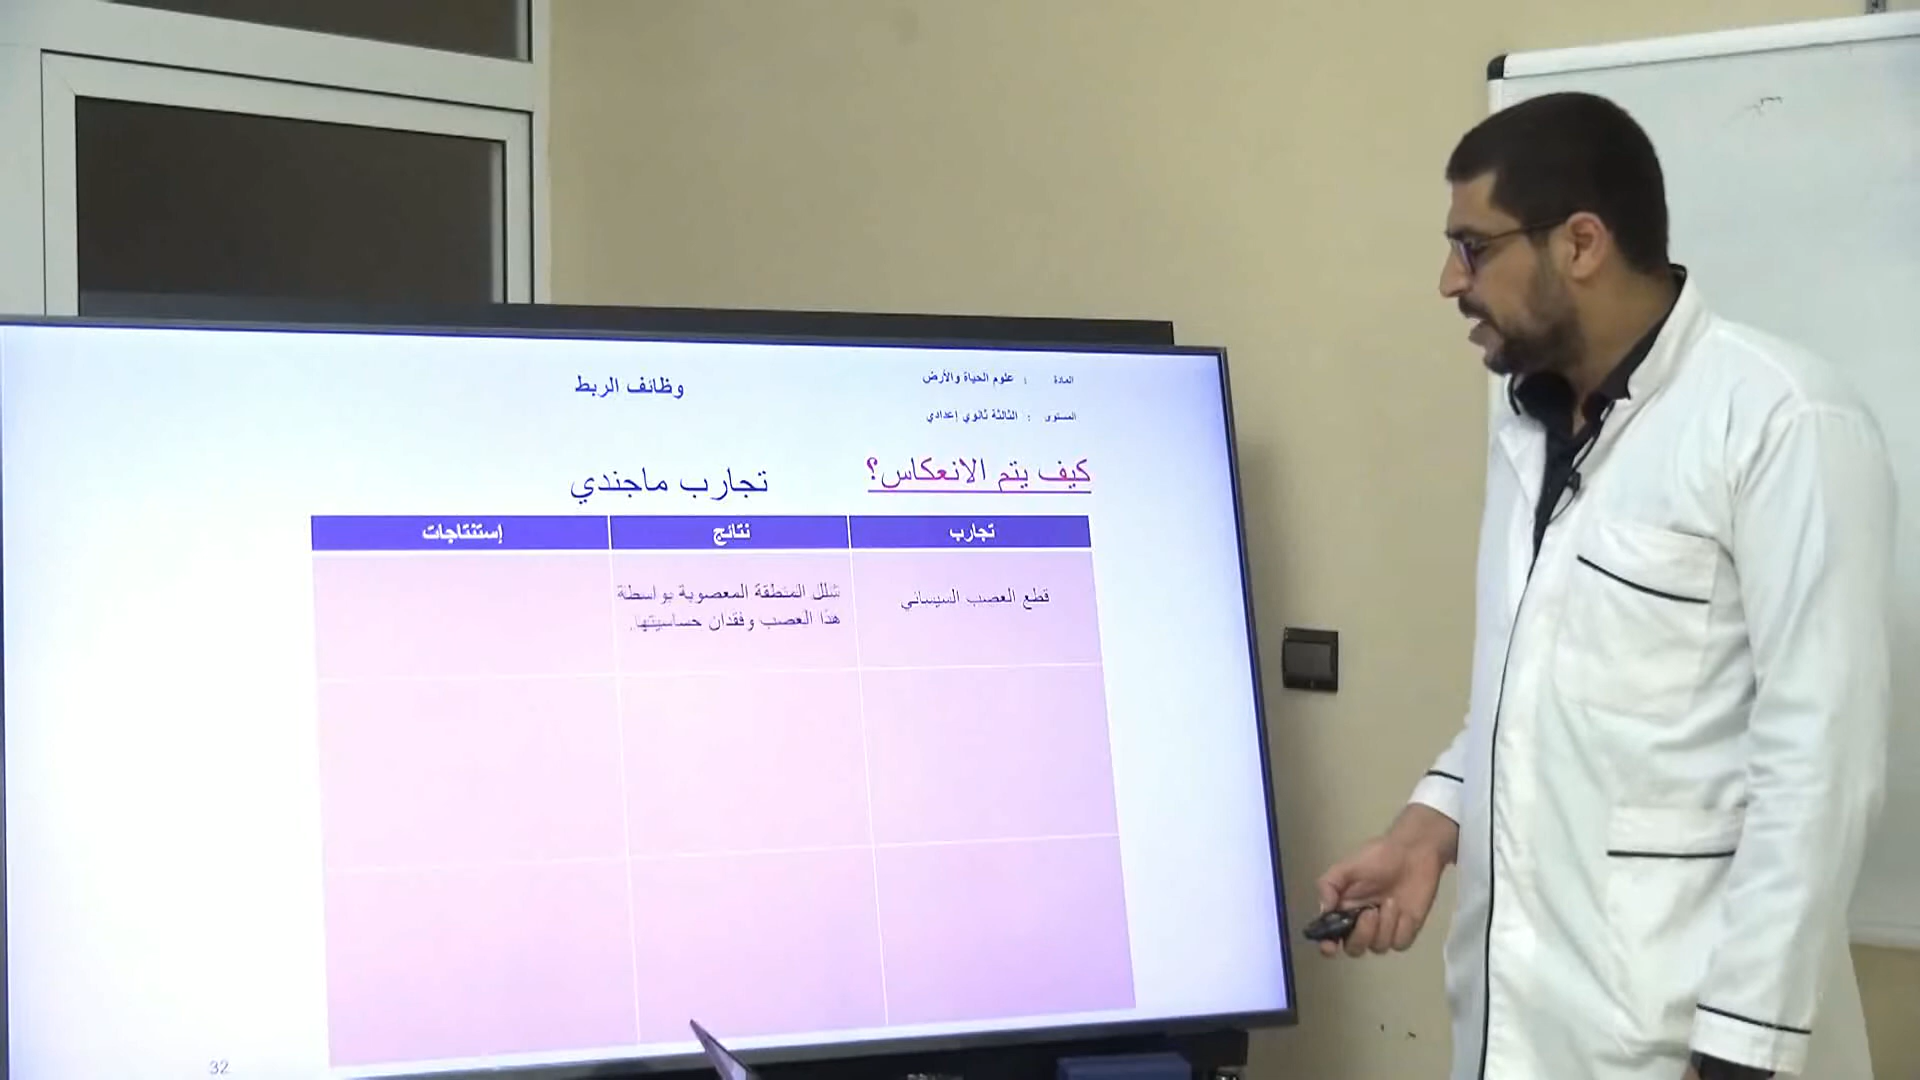 المادة : علوم الحياة والأرض
وظائف الربط
المستوى : الثالثة ثانوي إعدادي
كيف يتم الانعكاس؟
تجارب ماجندي
تجارب
نتائج
إستنتاجات
قطع العصب السيساني
شلل المنطقة المعصوبة بواسطة
هذا العصب وفقدان حساسيتها.
32